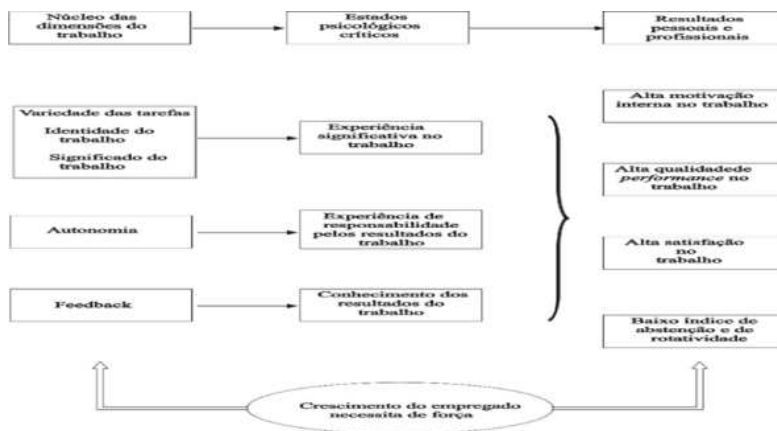 Núcleo das
dimensões do
trabalho
Estados
psicológicos
críticos
Resultados
pessoais e
profissionais
Variedade das tarefas
Identidade do
trabalho
Significado do
trabalho
Experiência
significativa no
trabalho
Autonomia
Experiência de
responsabilidade
pelos resultados do
trabalho
Feedback
Conhecimento dos
resultados do
trabalho
Alta motivação
interna no trabalho
Alta qualidadede
performance no
trabalho
Alta satisfação
no
trabalho
Baixo índice de
abstenção e de
rotatividade
Crescimento do empregado
necessita de força